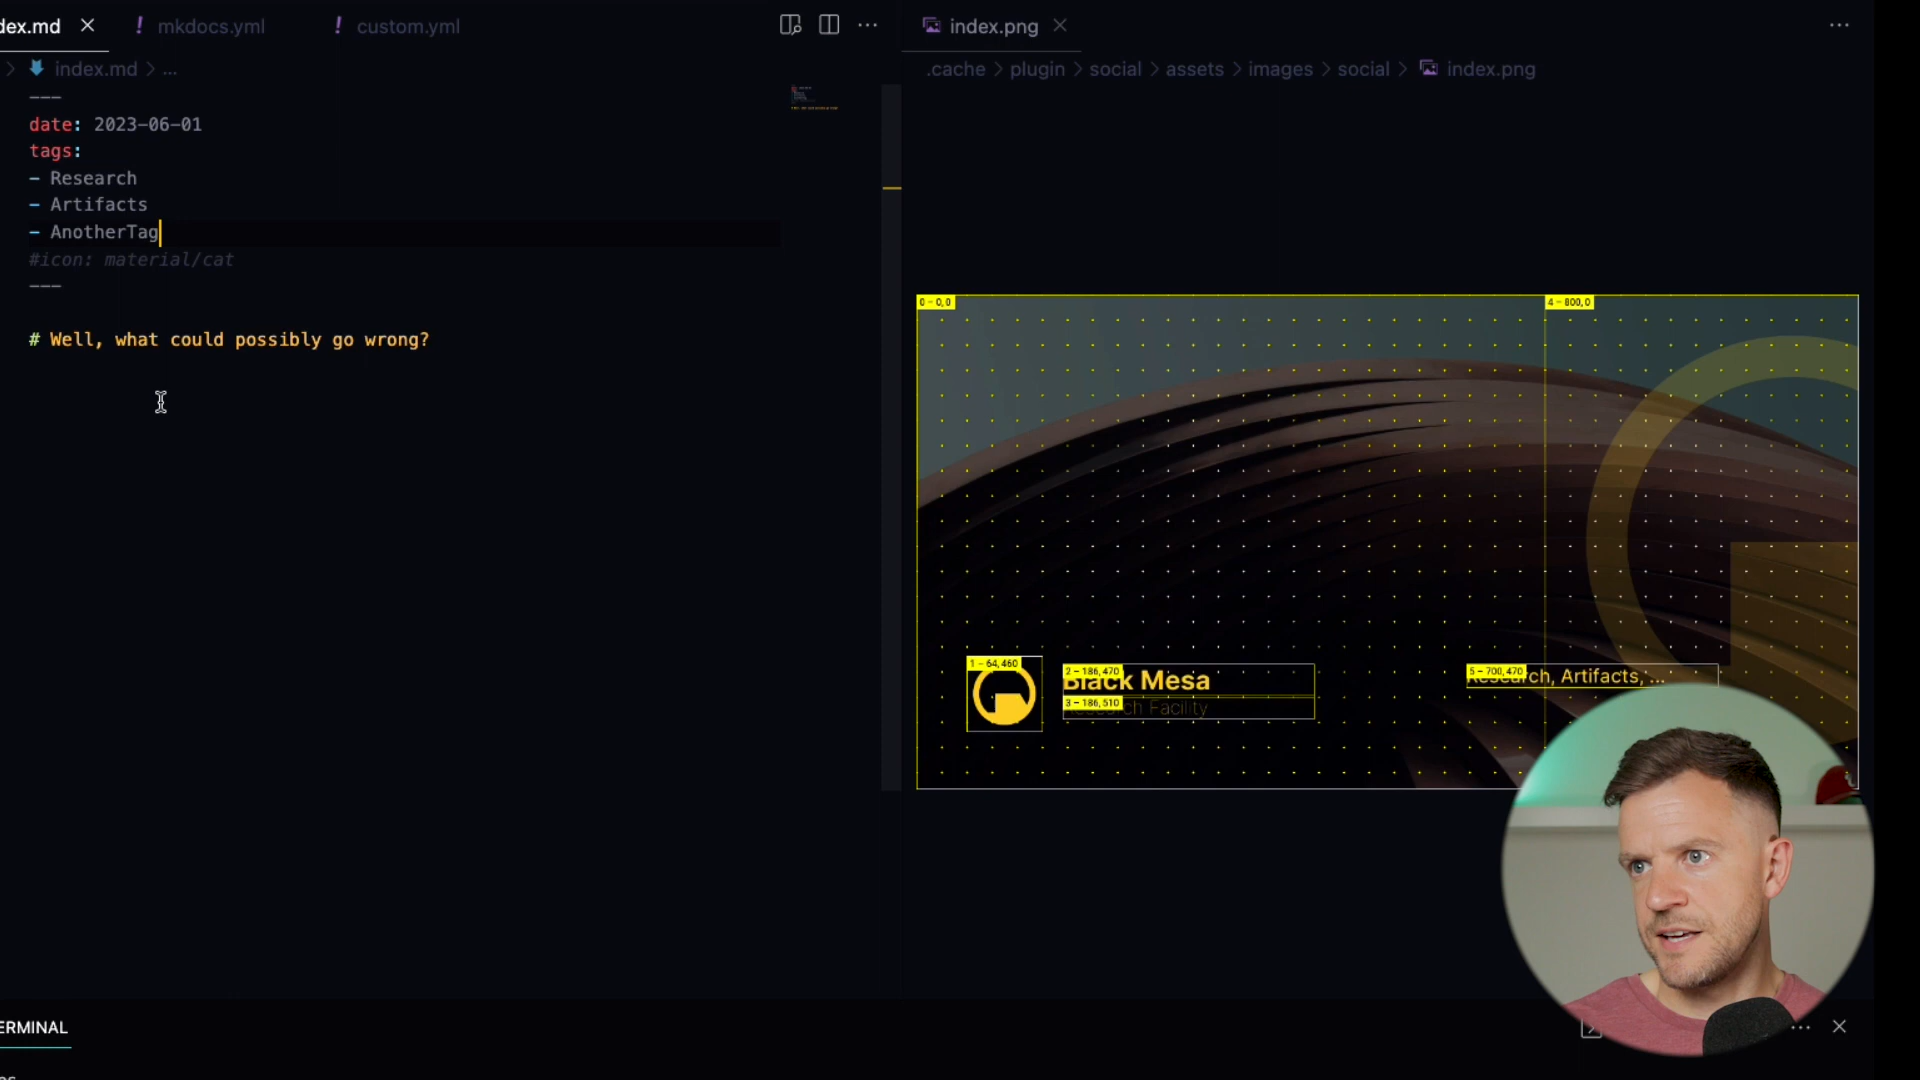 dex.md
! mkdocs.yml
! custom.yml
index.md > ...
---
date: 2023-06-01
tags:
- Research
- Artifacts
- AnotherTag
#icon: material/cat
---
# Well, what could possibly go wrong?
ERMINAL
index.png
.cache > plugin > social > assets > images > social > index.png
0 – 0,0
4 – 800,0
1 – 64,460
2 – 186,470
Black Mesa
3 – 186,510
Facility
5 – 700,470
Artifacts, ...